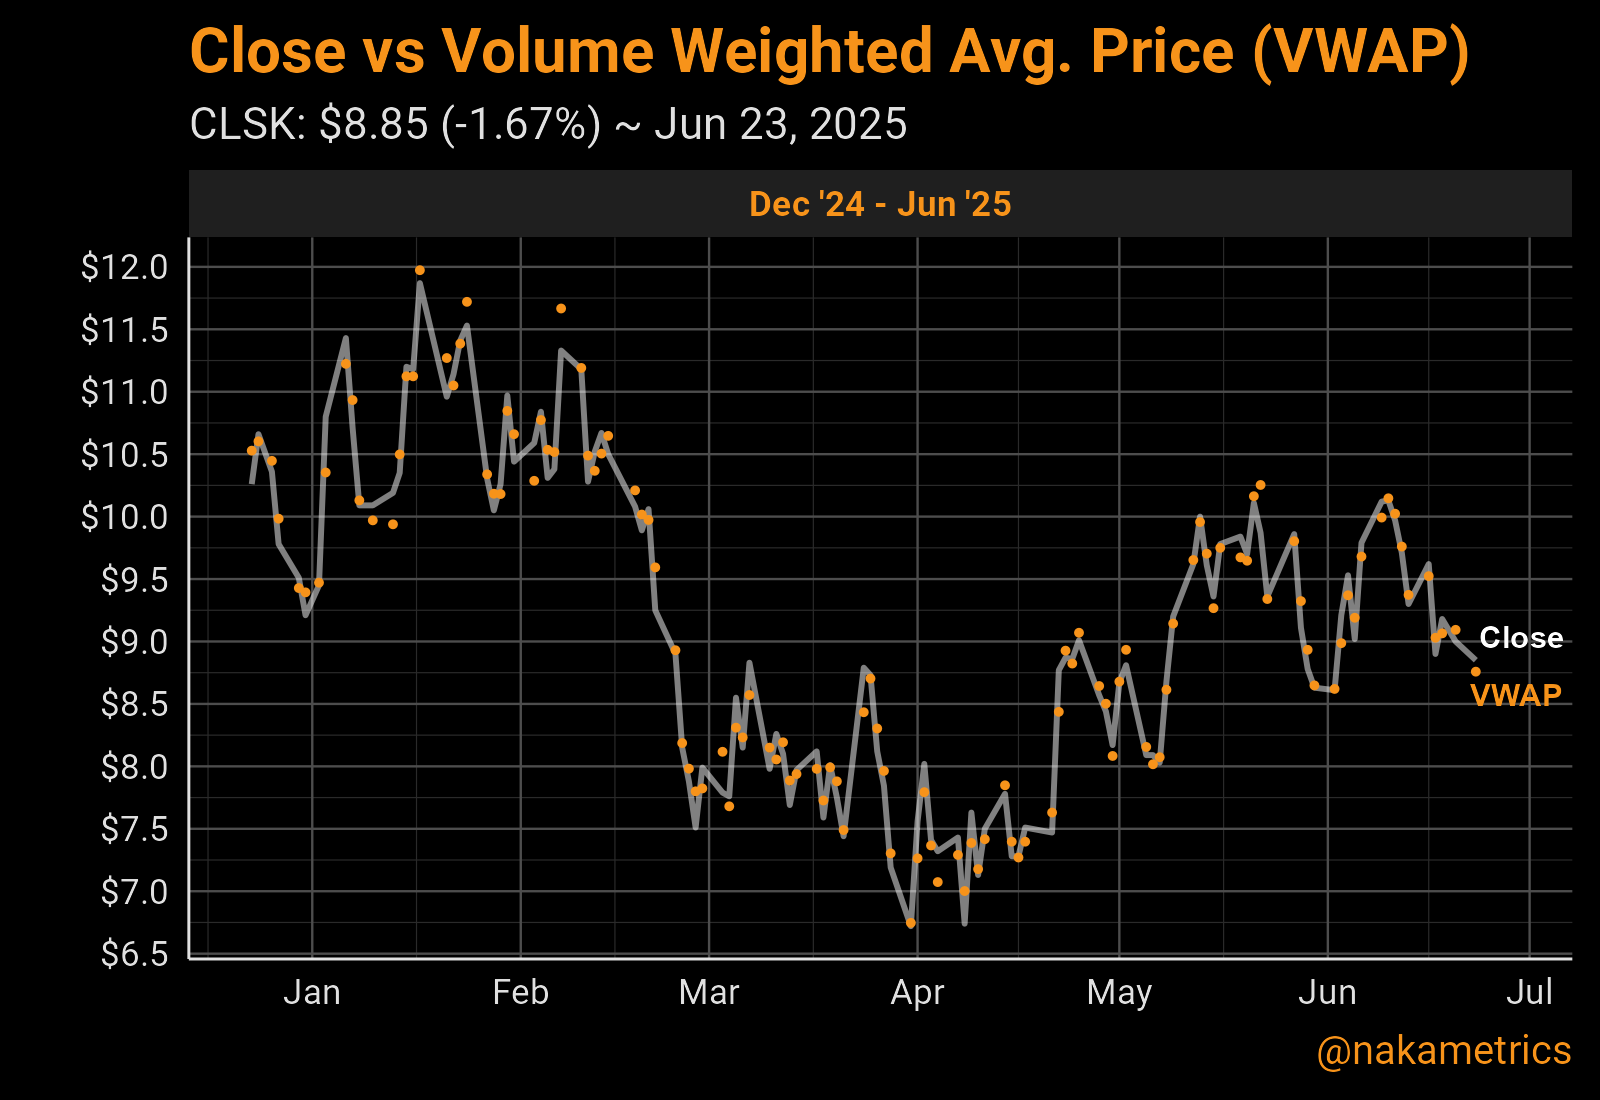 Close vs Volume Weighted Avg. Price (VWAP)
CLSK: $8.85 (-1.67%) ~ Jun 23, 2025
Dec '24 - Jun '25
$12.0
$11.5
$11.0
$10.5
$10.0
$9.5
$9.0
$8.5
$8.0
$7.5
$7.0
$6.5
Close
VWAP
Jan Feb Mar Apr May Jun Jul
@nakametrics